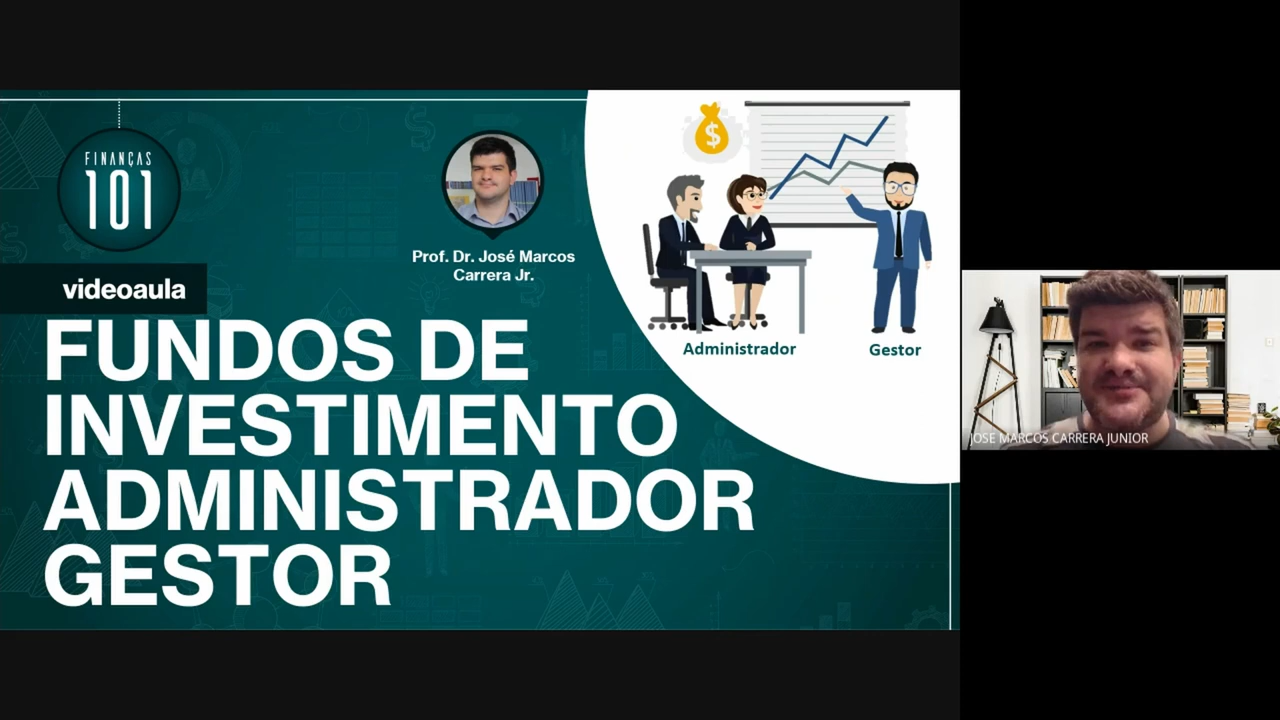 FINANÇAS
101
Prof. Dr. José Marcos
Carrera Jr.
videoaula
FUNDOS DE
INVESTIMENTO
ADMINISTRADOR
GESTOR
$
Administrador
Gestor
JOSE MARCOS CARRERA JUNIOR